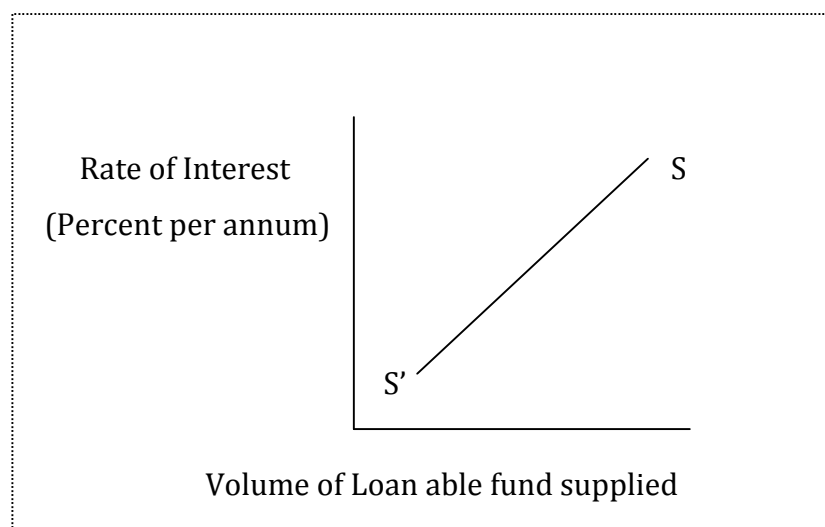 Rate of Interest
(Percent per annum)
S
S’
Volume of Loan able fund supplied